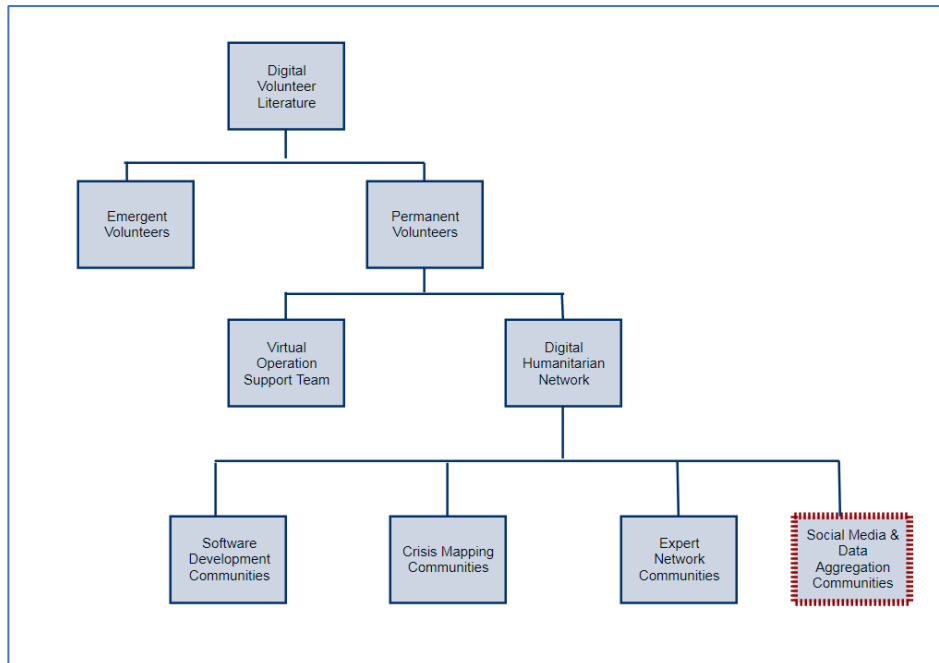 Digital
Volunteer
Literature
Emergent
Volunteers
Permanent
Volunteers
Virtual
Operation
Support Team
Digital
Humanitarian
Network
Software
Development
Communities
Crisis Mapping
Communities
Expert
Network
Communities
Social Media &
Data
Aggregation
Communities